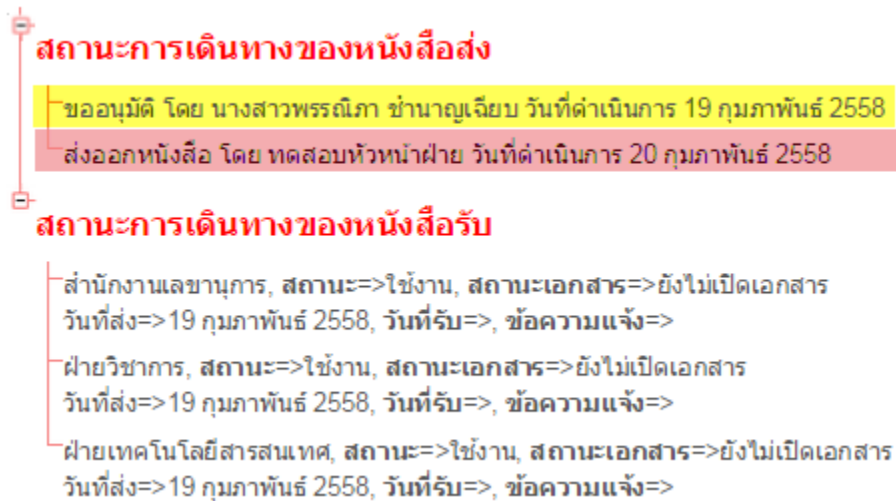 สถานะการเดินทางของหนังสือส่ง
ขออนุมัติ โดย นางสาวพรรณิภา ชำนาญเฉียบ วันที่ดำเนินการ 19 กุมภาพันธ์ 2558
ส่งออกหนังสือ โดย ทดสอบหัวหน้าฝ่าย วันที่ดำเนินการ 20 กุมภาพันธ์ 2558
สถานะการเดินทางของหนังสือรับ
สำนักงานเลขานุการ, สถานะ=>ใช้งาน, สถานะเอกสาร=>ยังไม่เปิดเอกสาร
วันที่ส่ง=>19 กุมภาพันธ์ 2558, วันที่รับ=>, ข้อความแจ้ง=>
ฝ่ายวิชาการ, สถานะ=>ใช้งาน, สถานะเอกสาร=>ยังไม่เปิดเอกสาร
วันที่ส่ง=>19 กุมภาพันธ์ 2558, วันที่รับ=>, ข้อความแจ้ง=>
ฝ่ายเทคโนโลยีสารสนเทศ, สถานะ=>ใช้งาน, สถานะเอกสาร=>ยังไม่เปิดเอกสาร
วันที่ส่ง=>19 กุมภาพันธ์ 2558, วันที่รับ=>, ข้อความแจ้ง=>